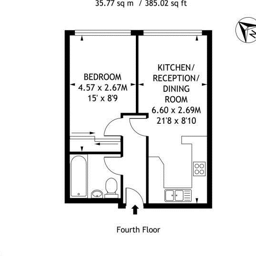 35.77 sq m / 385.02 sq ft
BEDROOM
4.57 x 2.67M
15' x 8'9
KITCHEN/
RECEPTION/
DINING
ROOM
6.60 x 2.69M
21'8 x 8'10
Fourth Floor